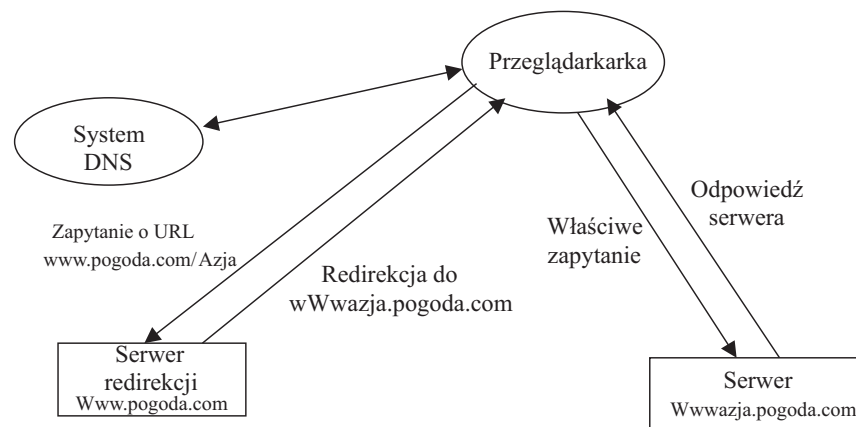 Przeglądarkarka
System
DNS
Odpowiedź
serwera
Zapytanie o URL
www.pogoda.com/Azja
Właściwe
zapytanie
Redirekcja do
wWwazja.pogoda.com
Serwer
redirekcji
Www.pogoda.com
Serwer
Wwwazja.pogoda.com